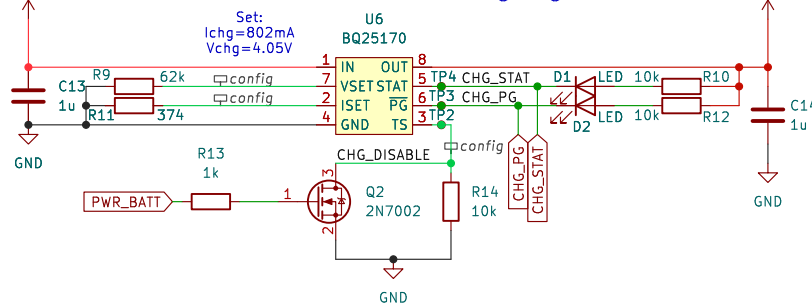 Set:
Ichg=802mA
Vchg=4.05V
U6
BQ25170
C13
1u
GND
R9
62k
config
R11
374
config
1
IN
OUT
8
7
VSET
STAT
5
TP4
CHG_STAT
2
ISET
PG
6
TP3
CHG_PG
4
GND
TS
3
TP2
D1
LED
10k
R10
D2
LED
10k
R12
1u
GND
CHG_PG
CHG_STAT
config
CHG_DISABLE
R13
1k
PWR_BATT
1
3
2
Q2
2N7002
R14
10k
GND